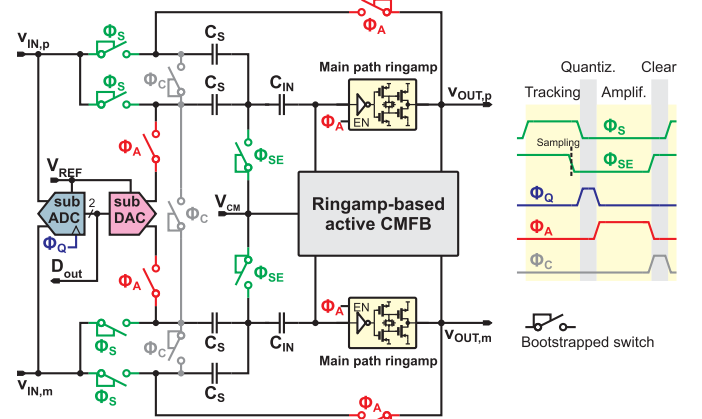 ΦA
vIN,p
ΦS
CS
ΦC
ΦS
CS
CIN
Main path ringamp
EN
ΦA
vOUT,p
ΦA
ΦSE
VREF
sub
ADC
2
sub
DAC
ΦQ
Dout
ΦC
VCM
Ringamp-based
active CMFB
ΦA
ΦSE
ΦA
EN
vOUT,m
Main path ringamp
ΦS
ΦC
CS
CIN
vIN,m
ΦS
CS
ΦA
Quantiz.
Clear
Tracking
Amplif.
ΦS
Sampling
ΦSE
ΦQ
ΦA
ΦC
Bootstrapped switch